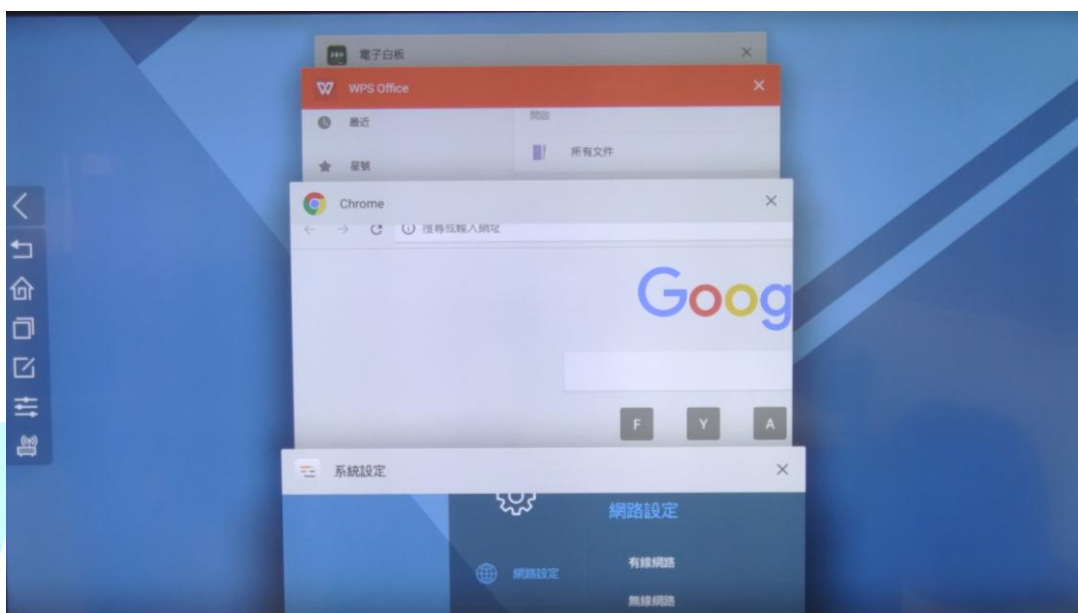 電子白板
WPS Office
最近
開啟
所有文件
星號
Chrome
搜尋或輸入網址
Goog
F Y A
系統設定
網路設定
有線網路
網路設定
無線網路